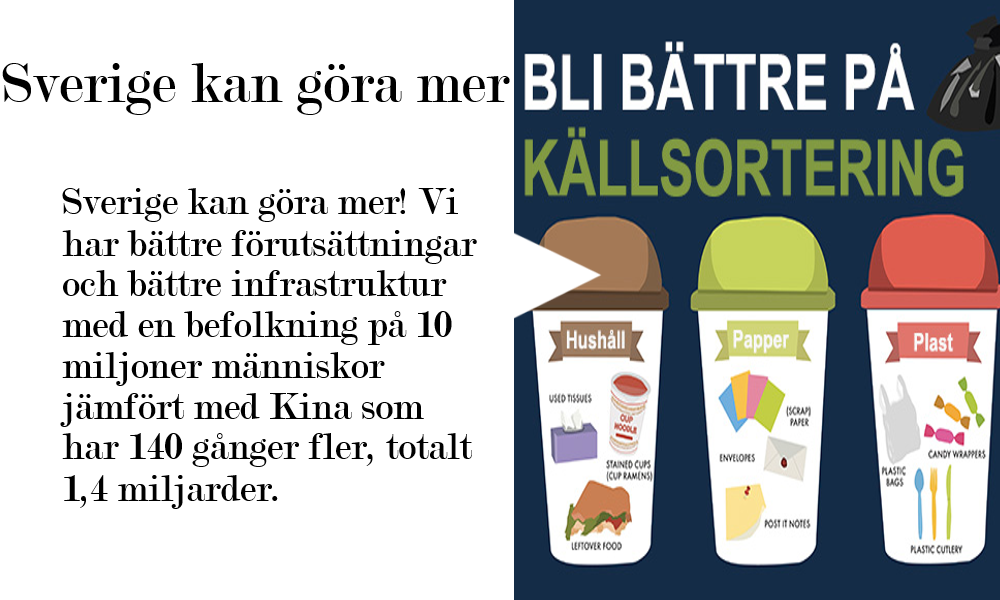 Sverige kan göra mer
Sverige kan göra mer! Vi
har bättre förutsättningar
och bättre infrastruktur
med en befolkning på 10
miljoner människor
jämfört med Kina som
har 140 gånger fler, totalt
1,4 miljarder.
BLI BÄTTRE PÅ
KÄLLSORTERING
Hushåll
USED TISSUES
CUP
NOODLE
STAINED CUPS
(CUP RAMENS)
LEFTOVER FOOD
Papper
(SCRAP)
PAPER
ENVELOPES
POST IT NOTES
Plast
CANDY WRAPPERS
PLASTIC
BAGS
PLASTIC CUTLERY